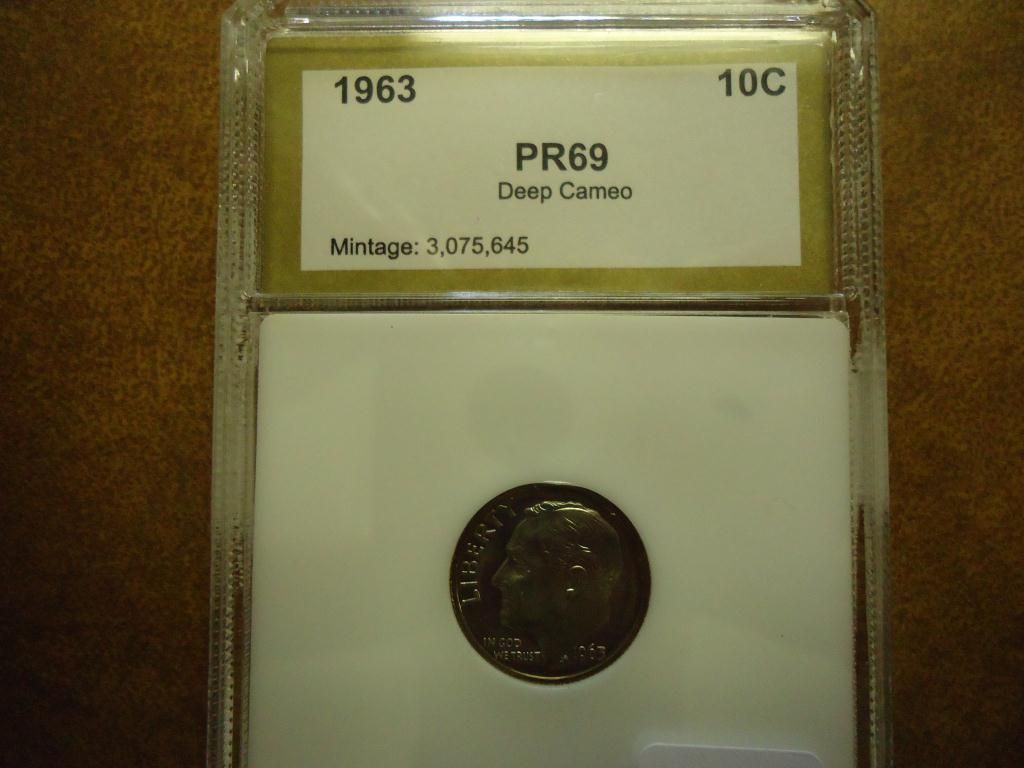 1963 10C
PR69
Deep Cameo
Mintage: 3,075,645
LIBERTY
IN GOD
WE TRUST 1963